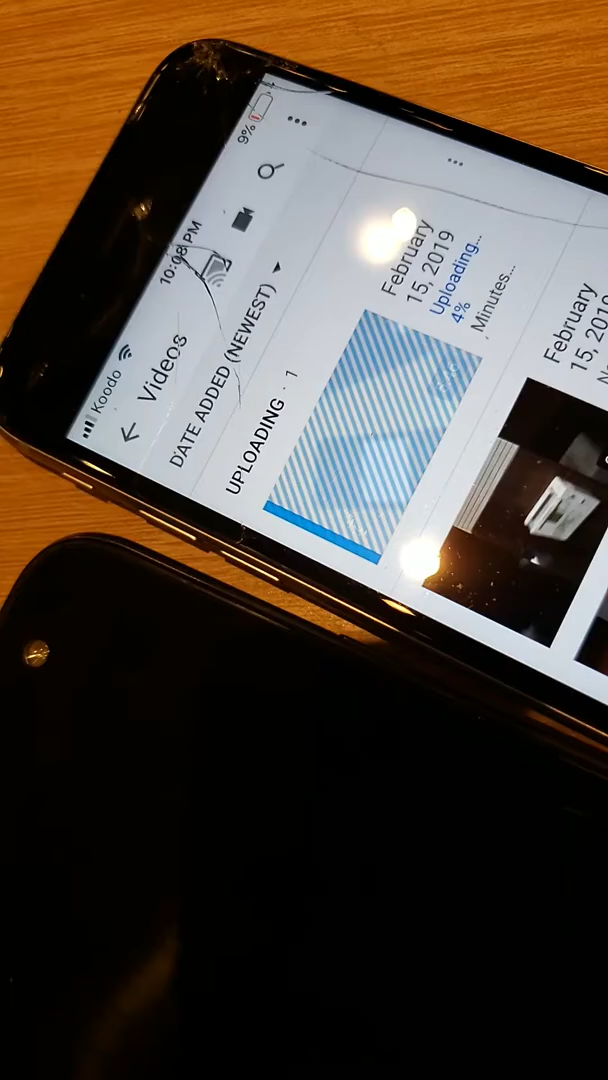 Koodo 10:08 PM 9%
Videos
DATE ADDED (NEWEST)
UPLOADING · 1
February
15, 2019
Uploading...
4%
Minutes...
February
15, 2019